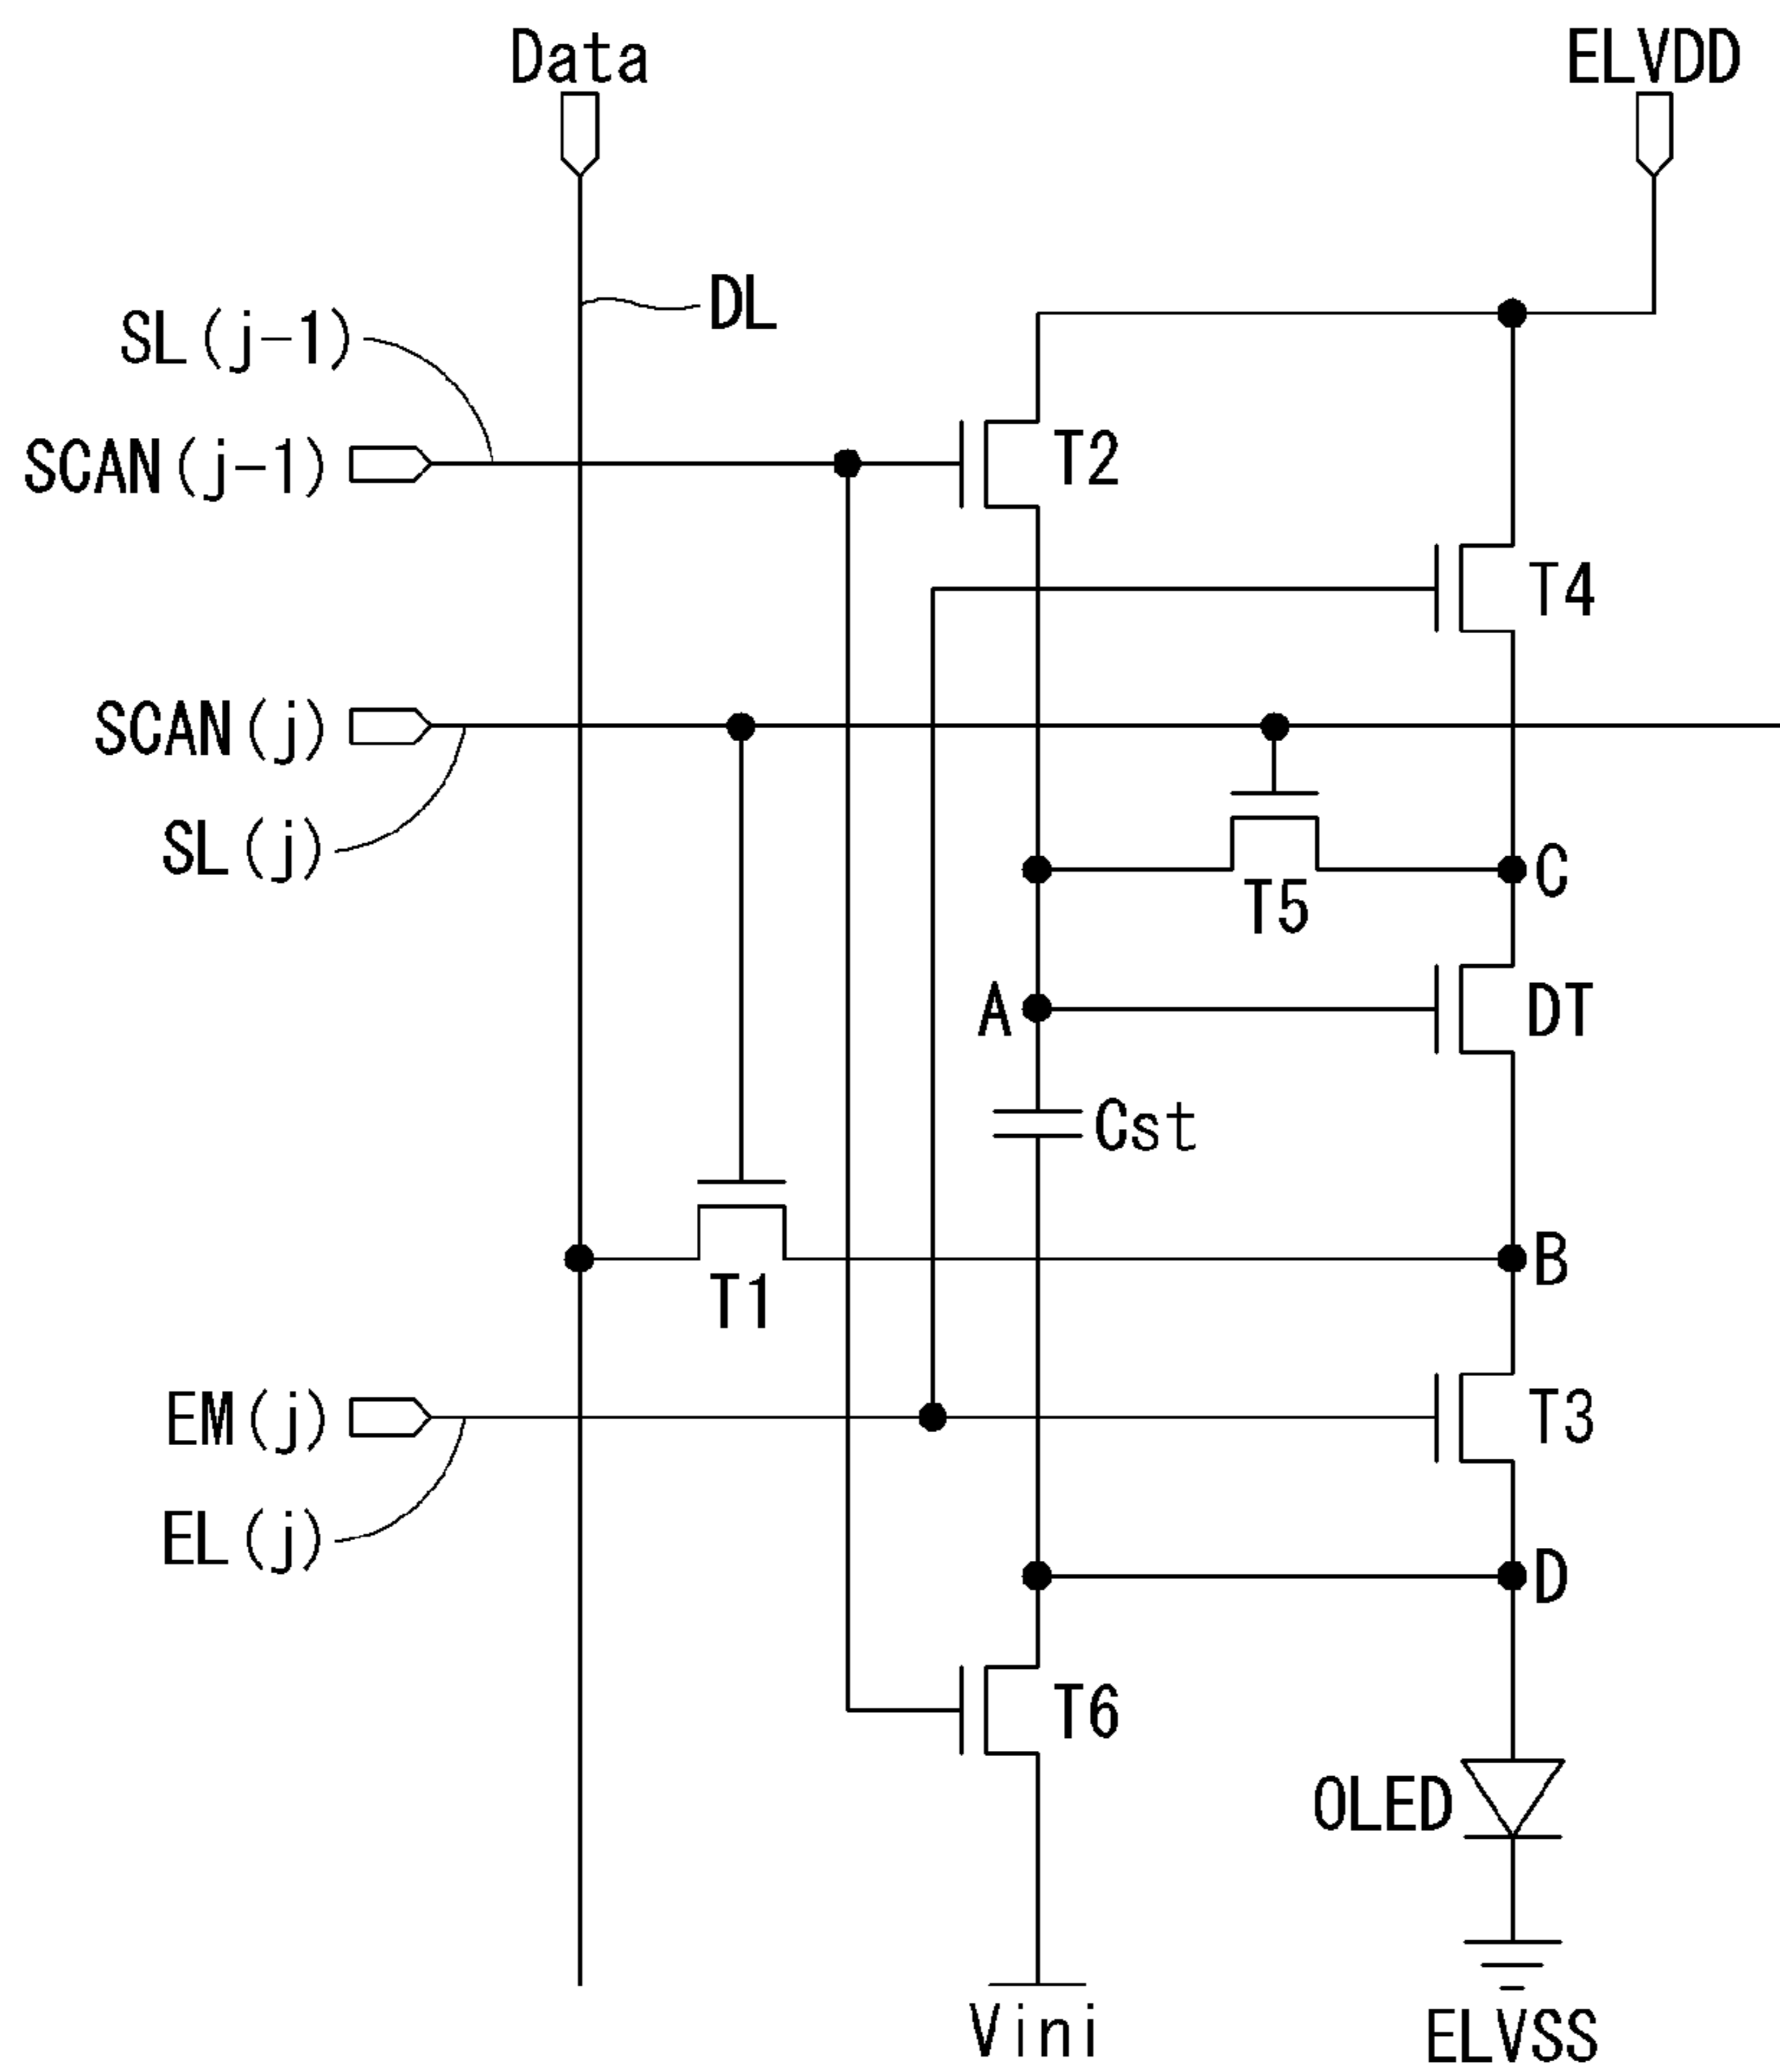 Data
ELVDD
DL
SL(j-1)
SCAN(j-1)
T2
T4
SCAN(j)
SL(j)
C
T5
A
DT
Cst
B
T1
EM(j)
T3
EL(j)
D
T6
OLED
Vini
ELVSS